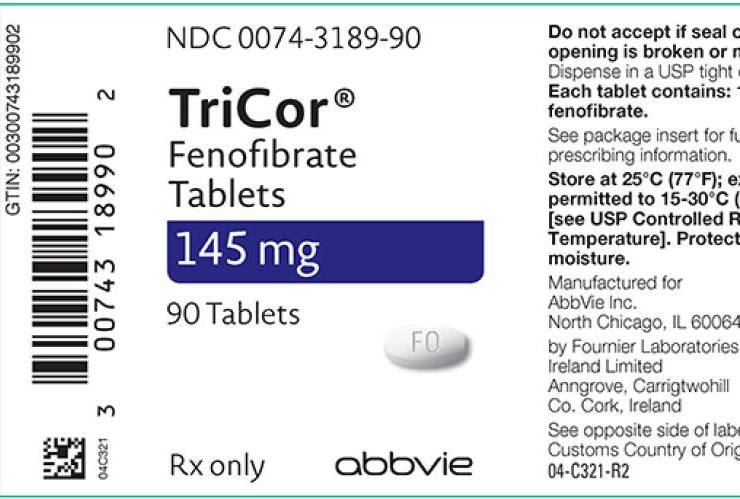 GTIN: 00300743189902
3 00743 18990 2
04C321
NDC 0074-3189-90
TriCor®
Fenofibrate
Tablets
145 mg
90 Tablets
FO
Rx only
abbvie
Do not accept if seal
opening is broken or
Dispense in a USP tight
Each tablet contains:
fenofibrate.
See package insert for
prescribing information.
Store at 25°C (77°F);
permitted to 15-30°C
[see USP Controlled
Temperature]. Protect
moisture.
Manufactured for
AbbVie Inc.
North Chicago, IL 60064
by Fournier Laboratories
Ireland Limited
Anngrove, Carrigtwohill
Co. Cork, Ireland
See opposite side of
Customs Country of
04-C321-R2